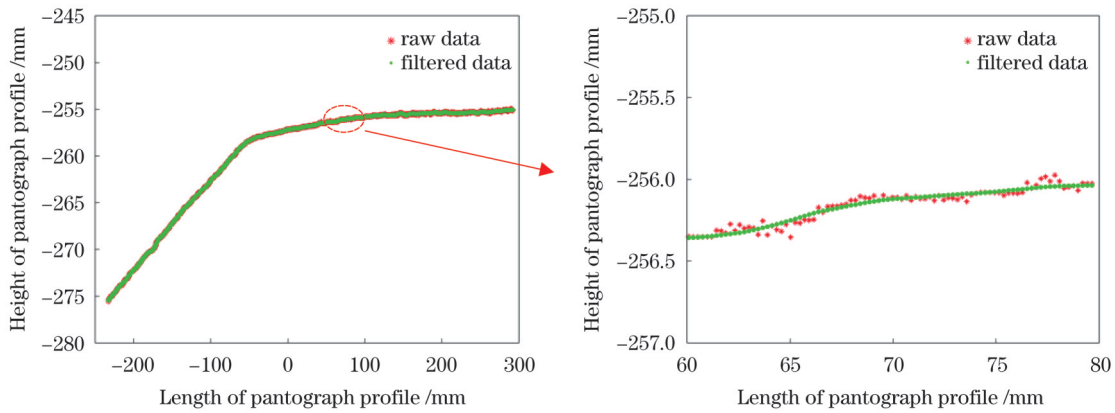 −245
−250
−255
−260
−265
−270
−275
−280
−200 −100 0 100 200 300
Height of pantograph profile /mm
Length of pantograph profile /mm
raw data
filtered data
−255.0
−255.5
−256.0
−256.5
−257.0
60 65 70 75 80
Height of pantograph profile /mm
Length of pantograph profile /mm
raw data
filtered data